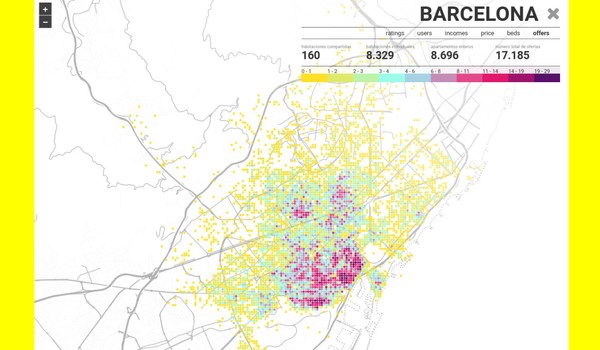 +
−
BARCELONA ✖
ratings users incomes price beds offers
habitaciones compartidas habitaciones individuales apartamentos enteros número total de ofertas
160 8.329 8.696 17.185
0 - 1 1 - 2 2 - 3 3 - 4 4 - 6 6 - 8 8 - 11 11 - 14 14 - 19 19 - 29